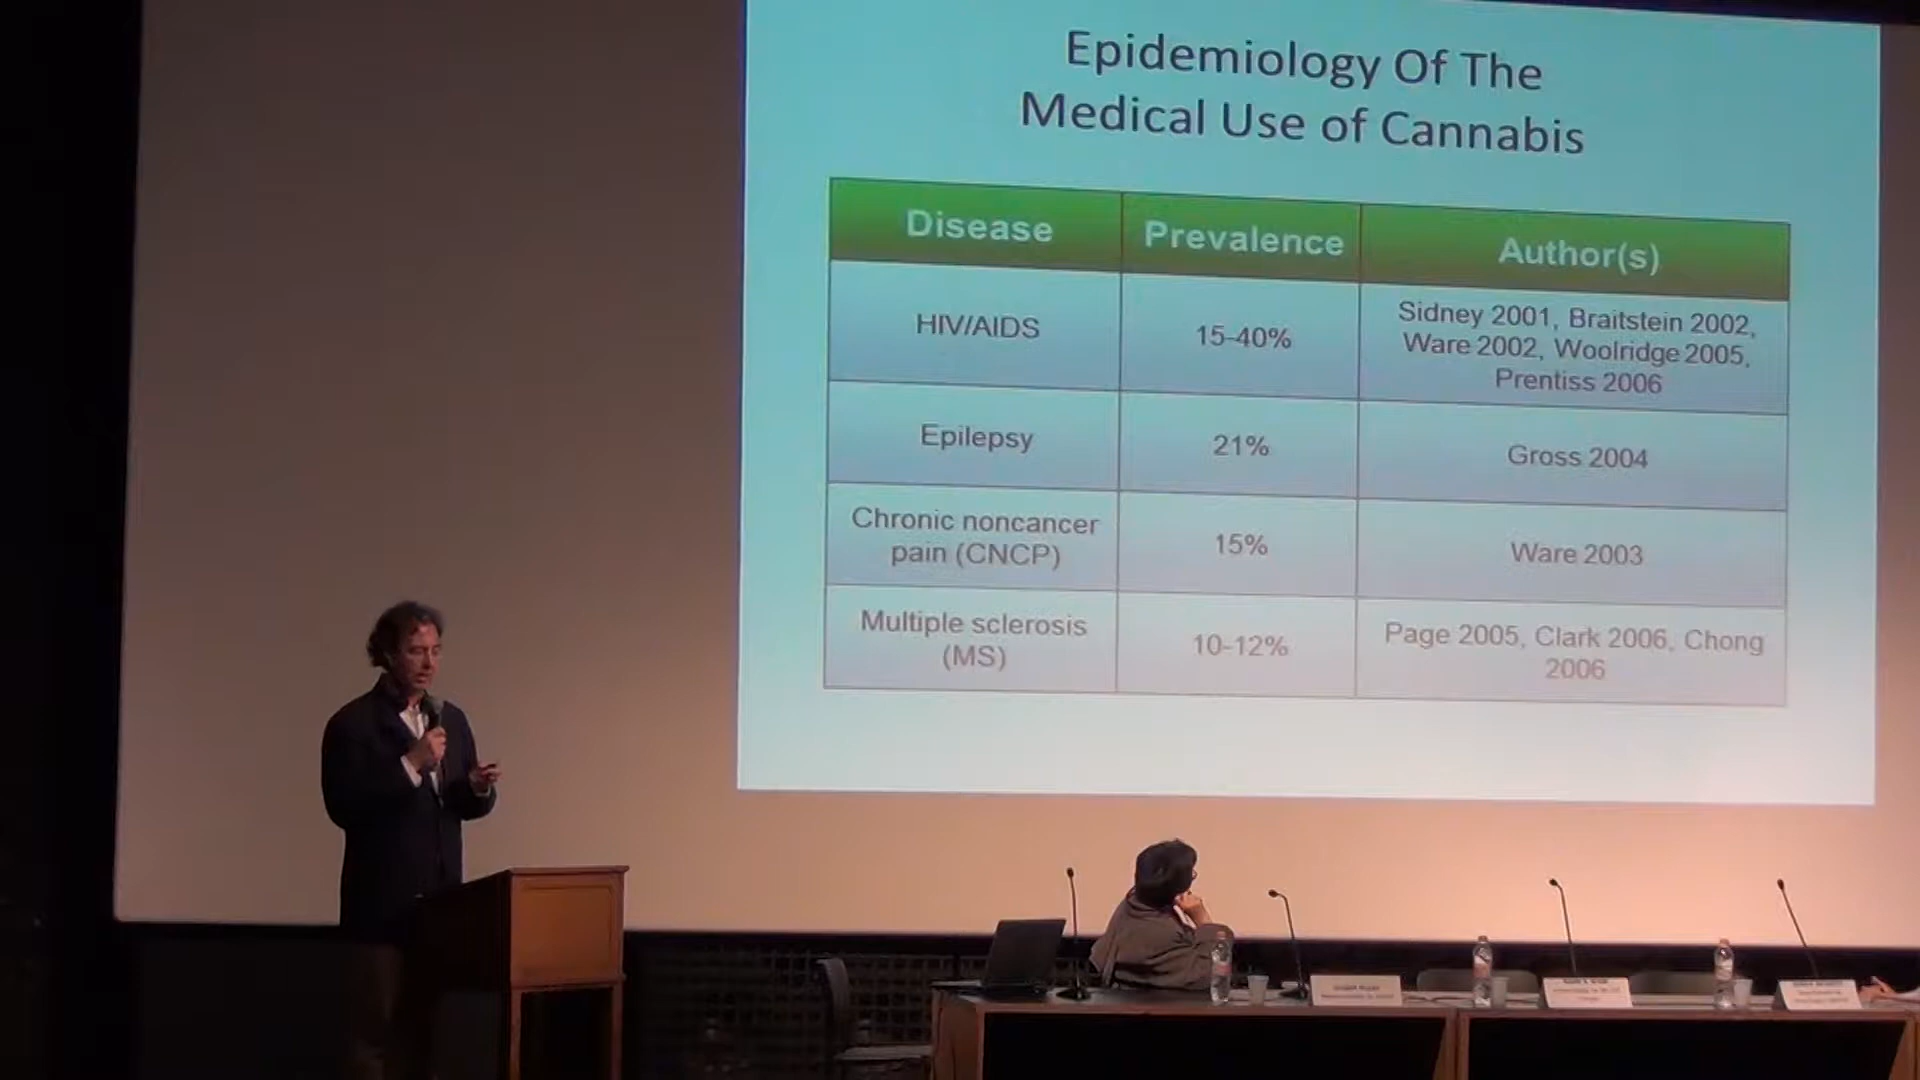 Epidemiology Of The
Medical Use of Cannabis
Disease
Prevalence
Author(s)
HIV/AIDS
15-40%
Sidney 2001, Braitstein 2002,
Ware 2002, Woolridge 2005,
Prentiss 2006
Epilepsy
21%
Gross 2004
Chronic noncancer
pain (CNCP)
15%
Ware 2003
Multiple sclerosis
(MS)
10-12%
Page 2005, Clark 2006, Chong
2006